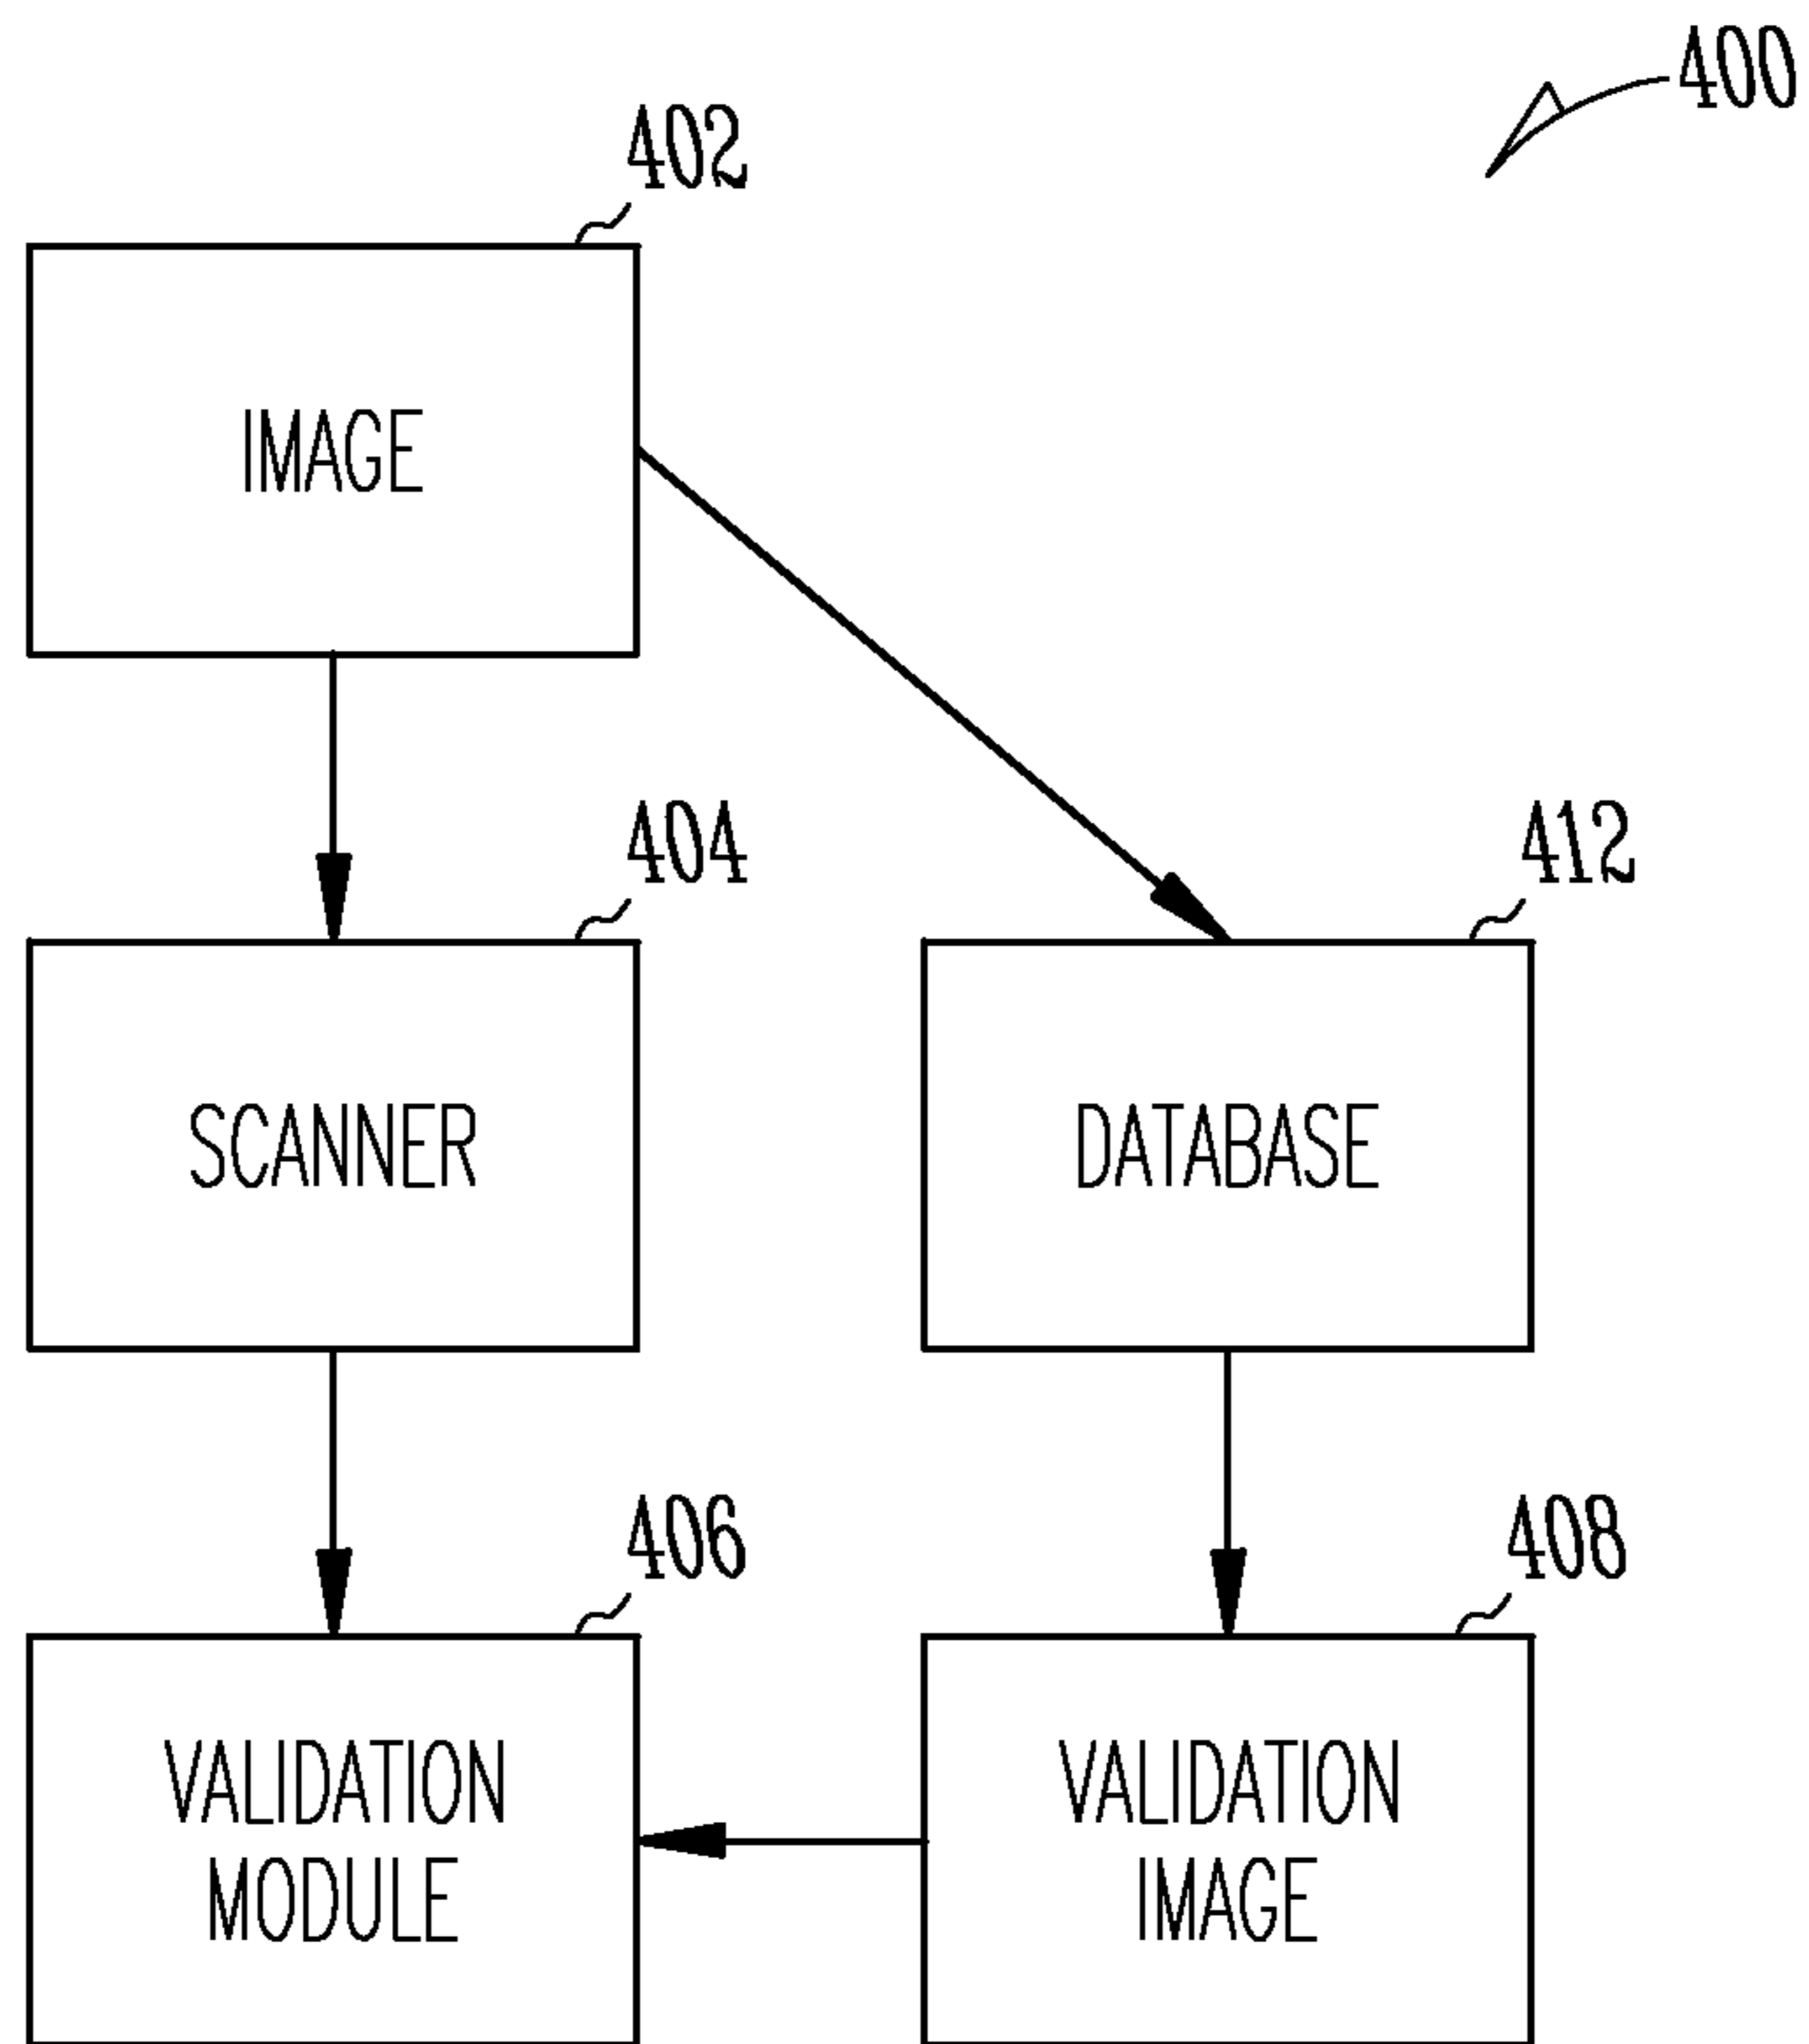 400
402
IMAGE
404
412
SCANNER
DATABASE
406
408
VALIDATION
MODULE
VALIDATION
IMAGE